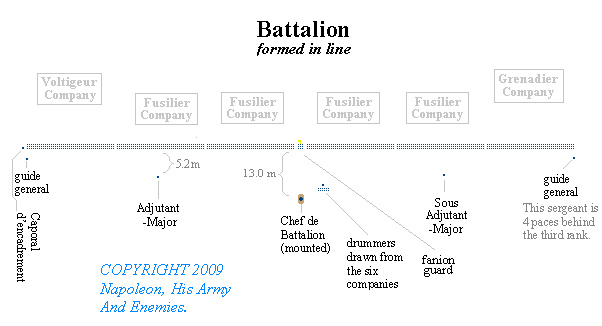 Battalion
formed in line
Voltigeur
Company
Fusilier
Company
Fusilier
Company
Fusilier
Company
Fusilier
Company
Grenadier
Company
5.2m
13.0 m
guide
general
Caporal
d'encadrement
Adjutant
-Major
Chef de
Battalion
(mounted)
drummers
drawn from
the six
companies
fanion
guard
Sous
Adjutant
-Major
guide
general
This sergeant is
4 paces behind
the third rank.
COPYRIGHT 2009
Napoleon, His Army
And Enemies.